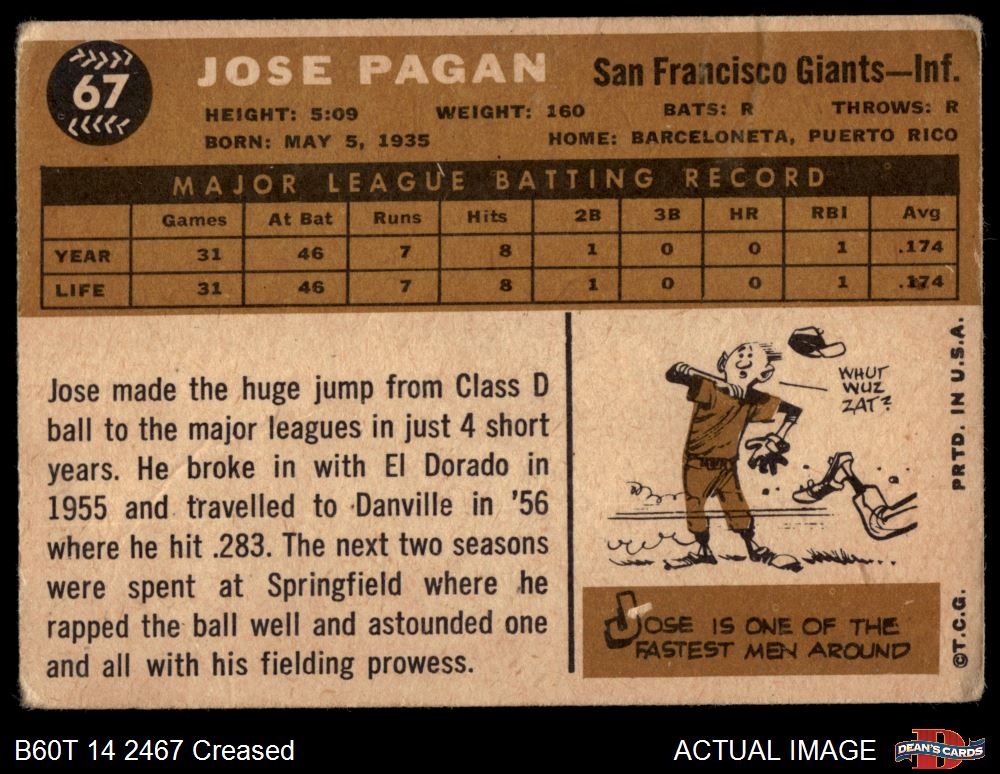 67
JOSE PAGAN
San Francisco Giants—Inf.
HEIGHT: 5:09 WEIGHT: 160 BATS: R THROWS: R
BORN: MAY 5, 1935 HOME: BARCELONETA, PUERTO RICO
MAJOR LEAGUE BATTING RECORD
Games At Bat Runs Hits 2B 3B HR RBI Avg
YEAR 31 46 7 8 1 0 0 1 .174
LIFE 31 46 7 8 1 0 0 1 .174
Jose made the huge jump from Class D
ball to the major leagues in just 4 short
years. He broke in with El Dorado in
1955 and travelled to Danville in '56
where he hit .283. The next two seasons
were spent at Springfield where he
rapped the ball well and astounded one
and all with his fielding prowess.
WHUT
WUZ
ZAT?
JOSE IS ONE OF THE
FASTEST MEN AROUND
PRTD. IN U.S.A.
©T.C.G.
B60T 14 2467 Creased
ACTUAL IMAGE
DEAN'S CARDS